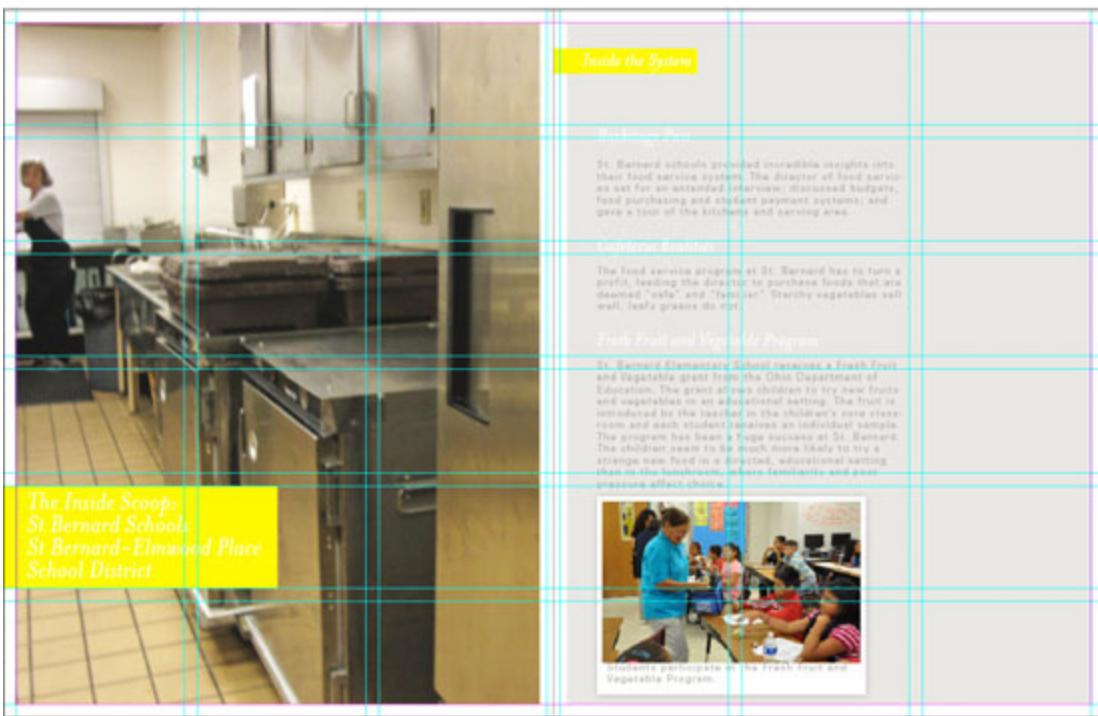 Inside the System
Backstage Pass
St. Bernard schools provided incredible insights into
their food service system. The director of food servic-
es sat for an extended interview; discussed budgets,
food purchasing and student payment systems; and
gave a tour of the kitchens and serving area.
Cafeteria Realities
The food service program at St. Bernard has to turn a
profit, leading the director to purchase foods that are
deemed "safe" and "familiar." Starchy vegetables sell
well, leafy greens do not.
Fresh Fruit and Vegetable Program
St. Bernard Elementary School receives a Fresh Fruit
and Vegetable grant from the Ohio Department of
Education. The grant allows children to try new fruits
and vegetables in an educational setting. The fruit is
introduced by the teacher in the children's core class-
room and each student receives an individual sample.
The program has been a huge success at St. Bernard.
The children seem to be much more likely to try a
strange new food in a directed, educational setting
than in the lunchroom, where familiarity and peer
pressure affect choice.
The Inside Scoop:
St Bernard Schools
St Bernard-Elmwood Place
School District
Students participate in the Fresh Fruit and
Vegetable Program.